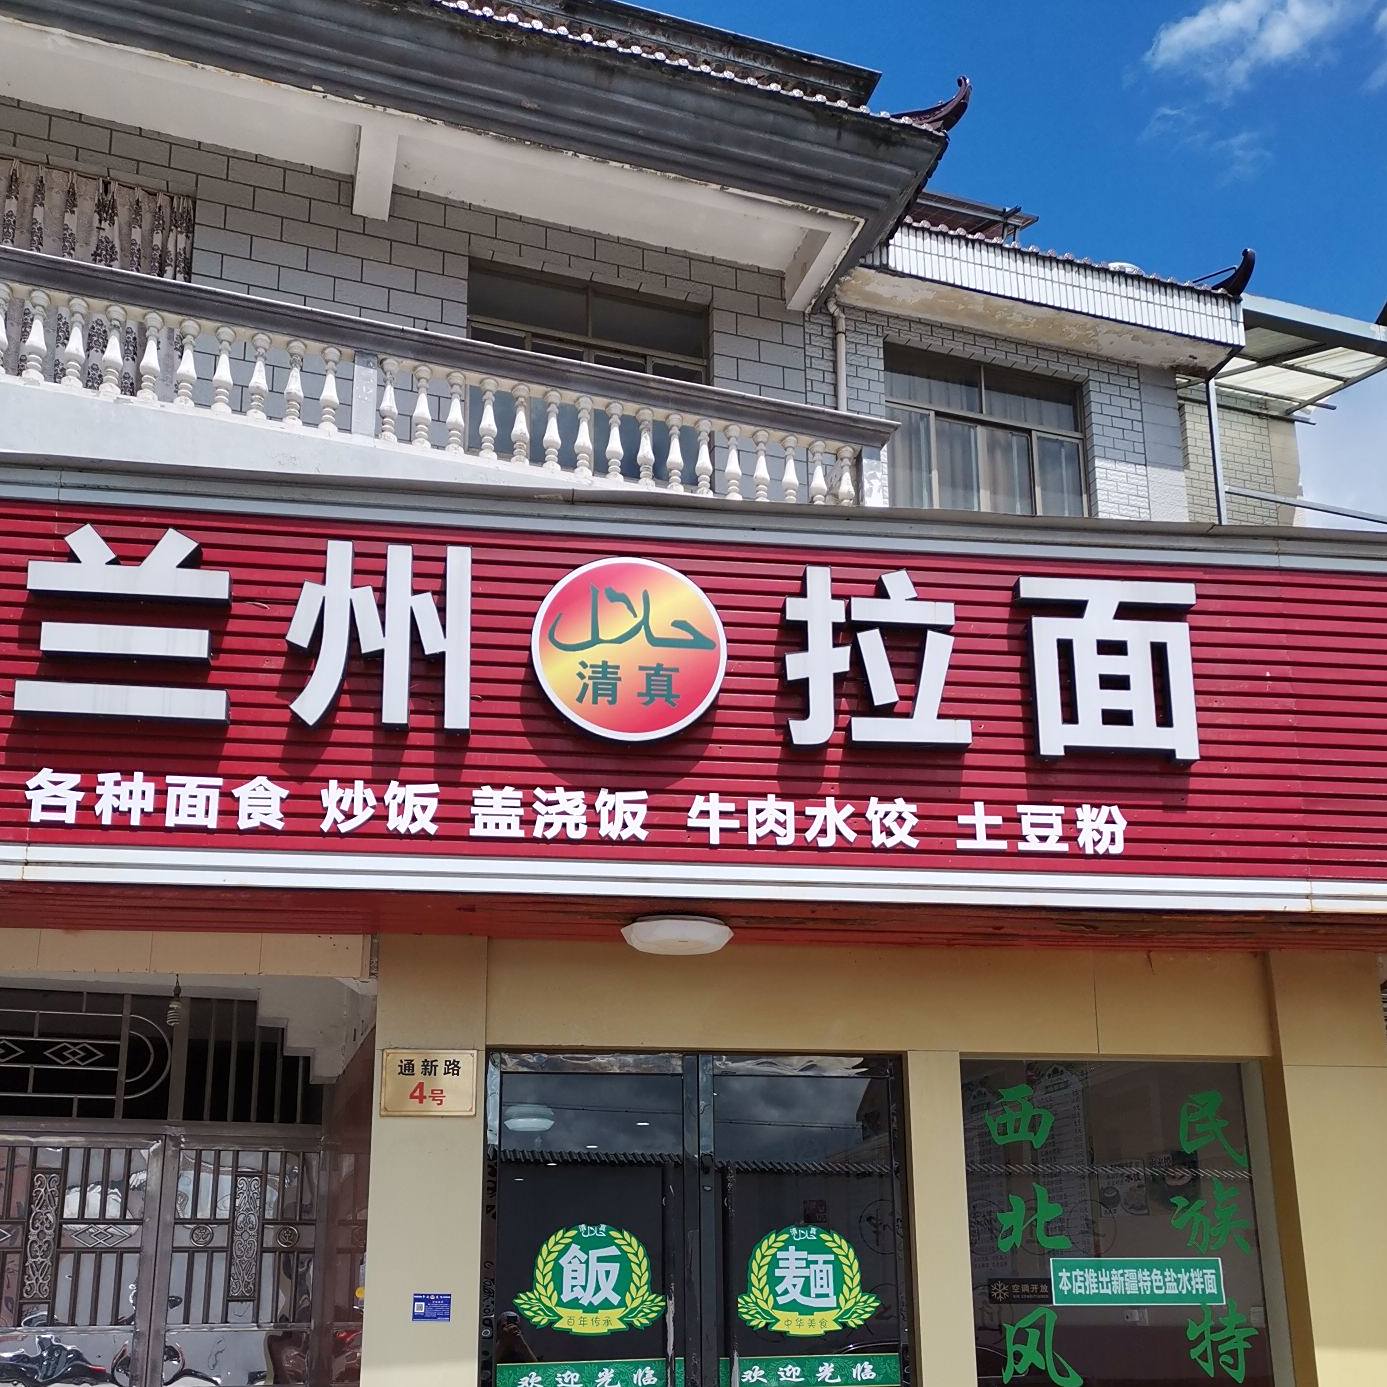 兰州拉面
حلال
清真
各种面食 炒饭 盖浇饭 牛肉水饺 土豆粉
通新路
4号
飯
百年传承
麵
中华美食
欢迎光临
欢迎光临
西北风
民族特
空调开放
本店推出新疆特色盐水拌面